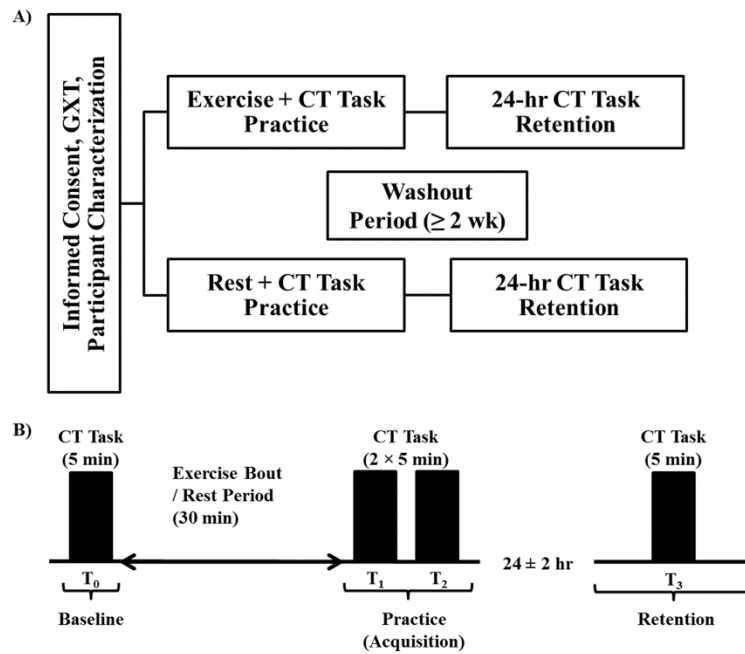 A)
Informed Consent, GXT,
Participant Characterization
Exercise + CT Task
Practice
24-hr CT Task
Retention
Washout
Period (≥ 2 wk)
Rest + CT Task
Practice
24-hr CT Task
Retention
B)
CT Task
(5 min)
Exercise Bout
/ Rest Period
(30 min)
CT Task
(2 × 5 min)
CT Task
(5 min)
24 ± 2 hr
T0
T1
T2
T3
Baseline
Practice
(Acquisition)
Retention